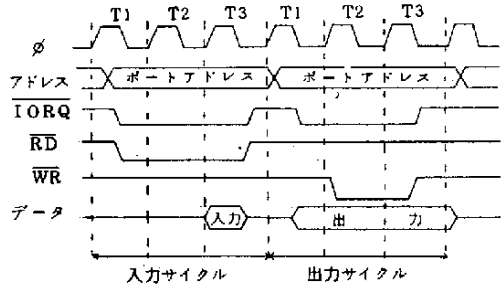 T1 T2 T3 T1 T2 T3
φ
アドレス ポートアドレス ポートアドレス
IORQ
RD
WR
データ 入力 出 力
入力サイクル 出力サイクル